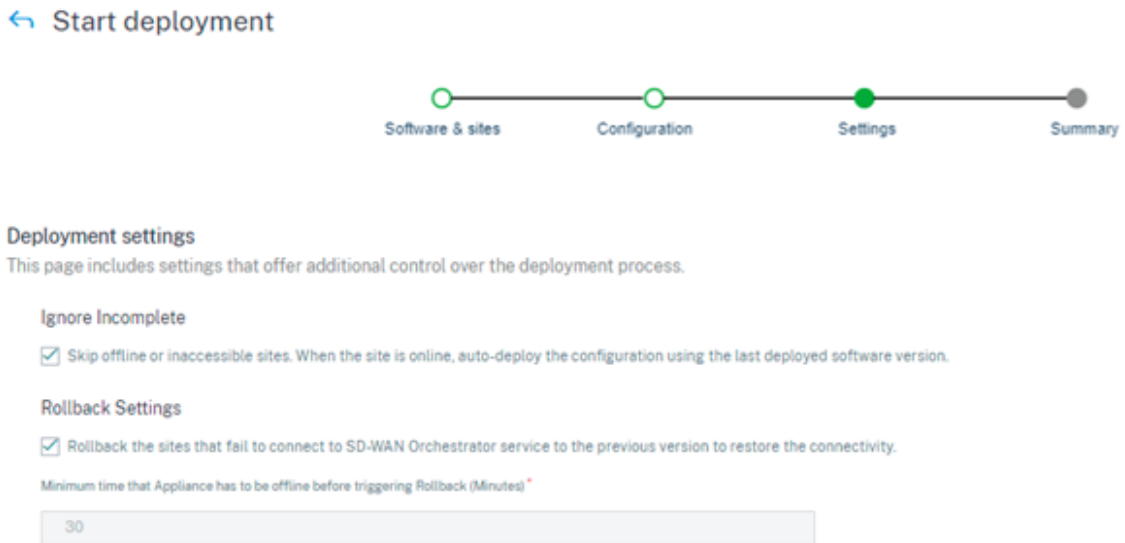 Start deployment
Software & sites
Configuration
Settings
Summary
Deployment settings
This page includes settings that offer additional control over the deployment process.
Ignore Incomplete
Skip offline or inaccessible sites. When the site is online, auto-deploy the configuration using the last deployed software version.
Rollback Settings
Rollback the sites that fail to connect to SD-WAN Orchestrator service to the previous version to restore the connectivity.
Minimum time that Appliance has to be offline before triggering Rollback (Minutes) *
30